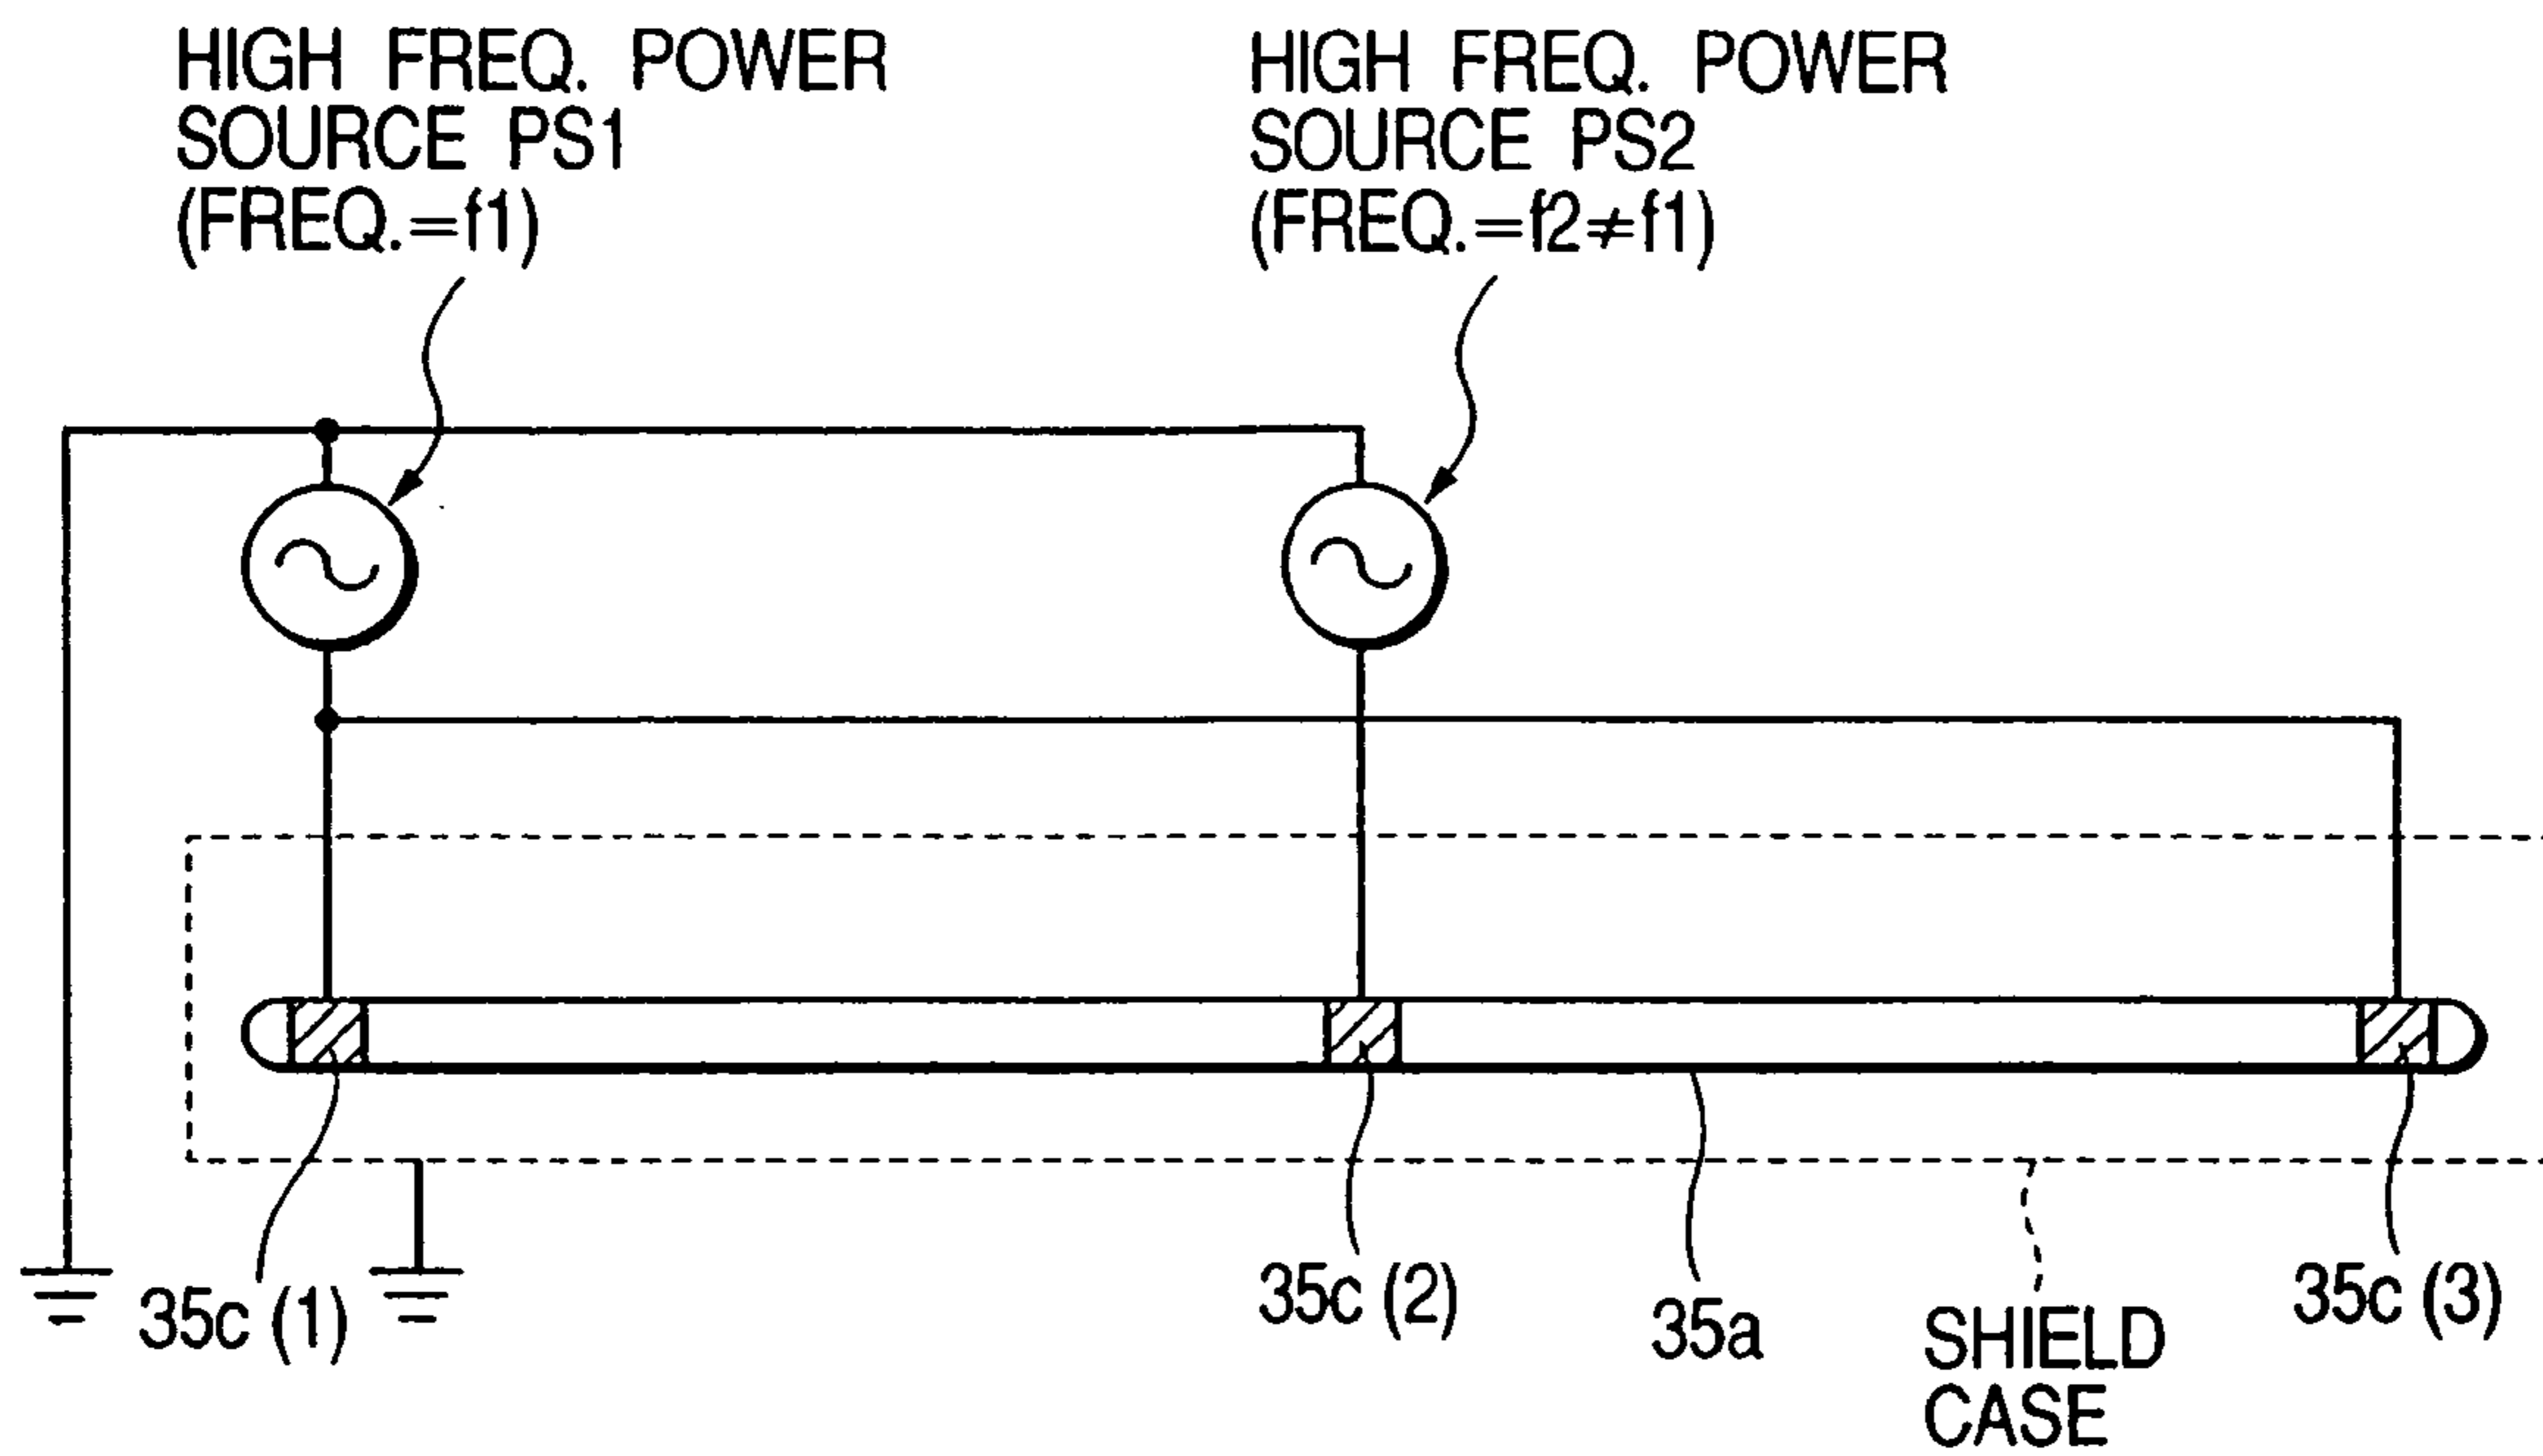 HIGH FREQ. POWER
SOURCE PS1
(FREQ.=f1)
HIGH FREQ. POWER
SOURCE PS2
(FREQ.=f2≠f1)
35c (1)
35c (2)
35a
SHIELD
CASE
35c (3)